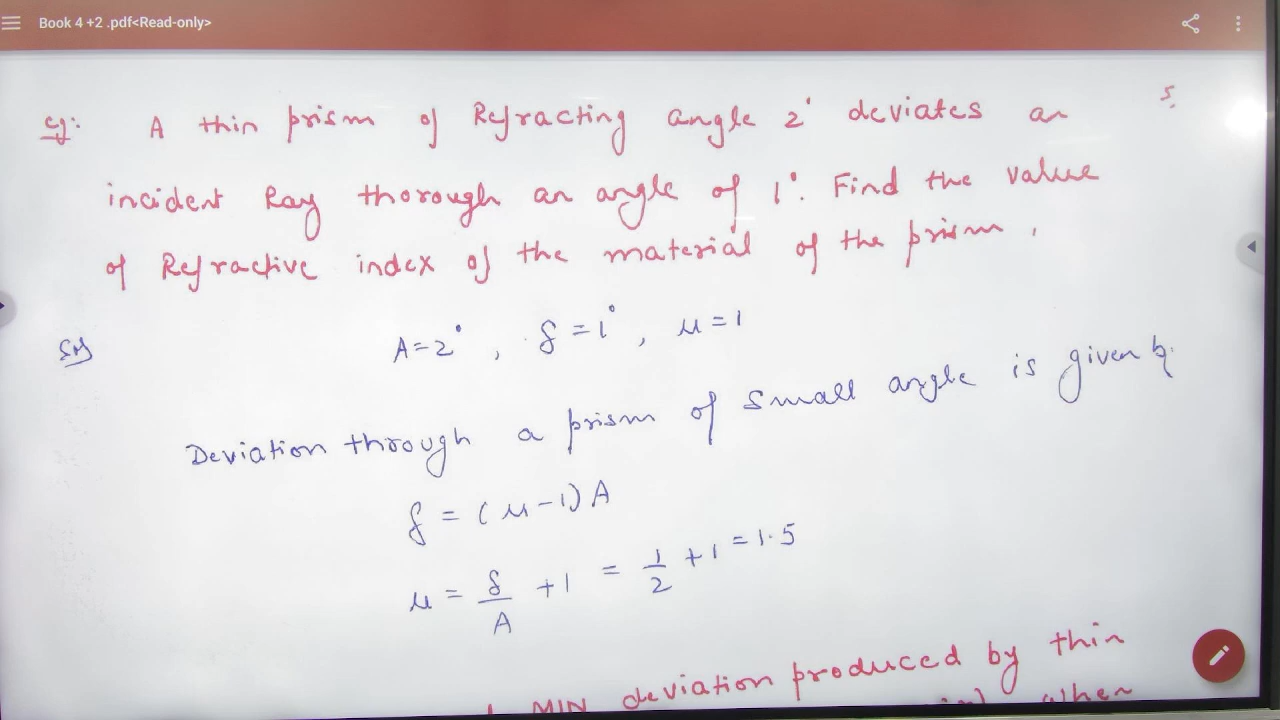 Book 4 +2 .pdf<Read-only>
5.
eg: A thin prism of Refracting angle 2° deviates an
incident Ray thorough an angle of 1°. Find the value
of Refractive index of the material of the prism.
Sol A=2°, δ=1°, μ=1
Deviation through a prism of small angle is given by
δ = (μ-1) A
μ = δ/A +1 = 1/2 +1 = 1.5
MIN deviation produced by thin
when